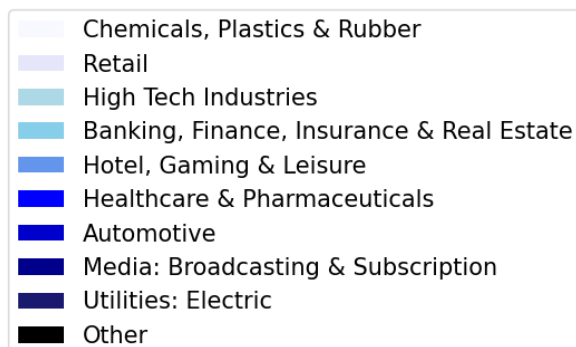 Chemicals, Plastics & Rubber
Retail
High Tech Industries
Banking, Finance, Insurance & Real Estate
Hotel, Gaming & Leisure
Healthcare & Pharmaceuticals
Automotive
Media: Broadcasting & Subscription
Utilities: Electric
Other